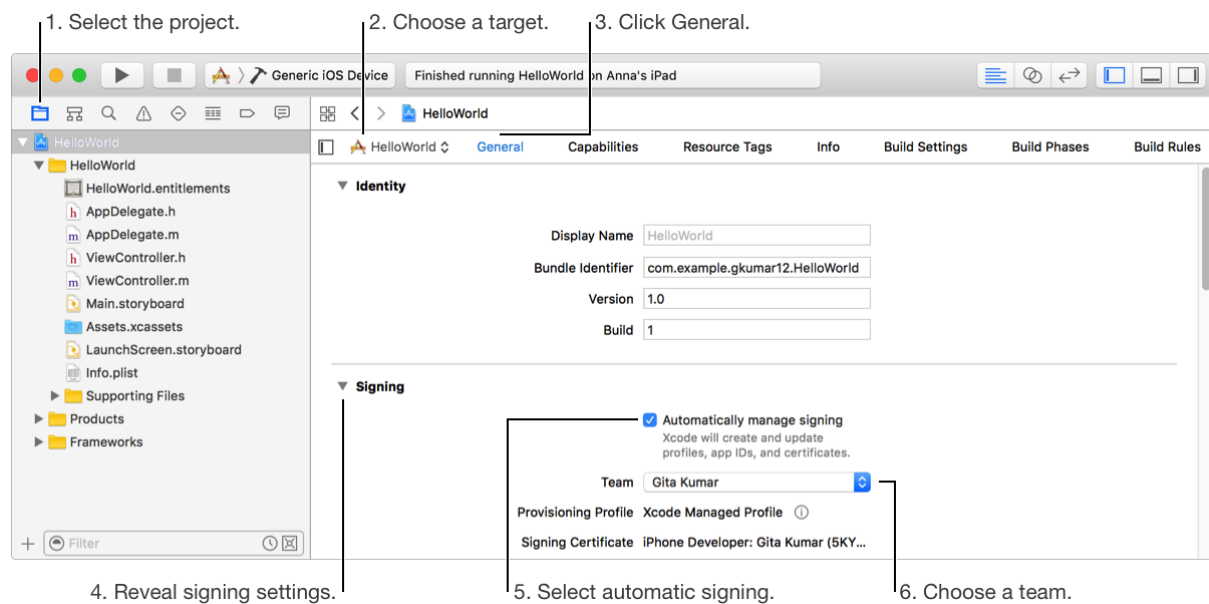 1. Select the project.
2. Choose a target.
3. Click General.
Generic iOS Device
Finished running HelloWorld on Anna's iPad
HelloWorld
HelloWorld
HelloWorld
General
Capabilities
Resource Tags
Info
Build Settings
Build Phases
Build Rules
HelloWorld
HelloWorld.entitlements
AppDelegate.h
AppDelegate.m
ViewController.h
ViewController.m
Main.storyboard
Assets.xcassets
LaunchScreen.storyboard
Info.plist
Supporting Files
Products
Frameworks
Filter
Identity
Display Name HelloWorld
Bundle Identifier com.example.gkumar12.HelloWorld
Version 1.0
Build 1
Signing
Automatically manage signing
Xcode will create and update
profiles, app IDs, and certificates.
Team Gita Kumar
Provisioning Profile Xcode Managed Profile
Signing Certificate iPhone Developer: Gita Kumar (5KY...
4. Reveal signing settings.
5. Select automatic signing.
6. Choose a team.